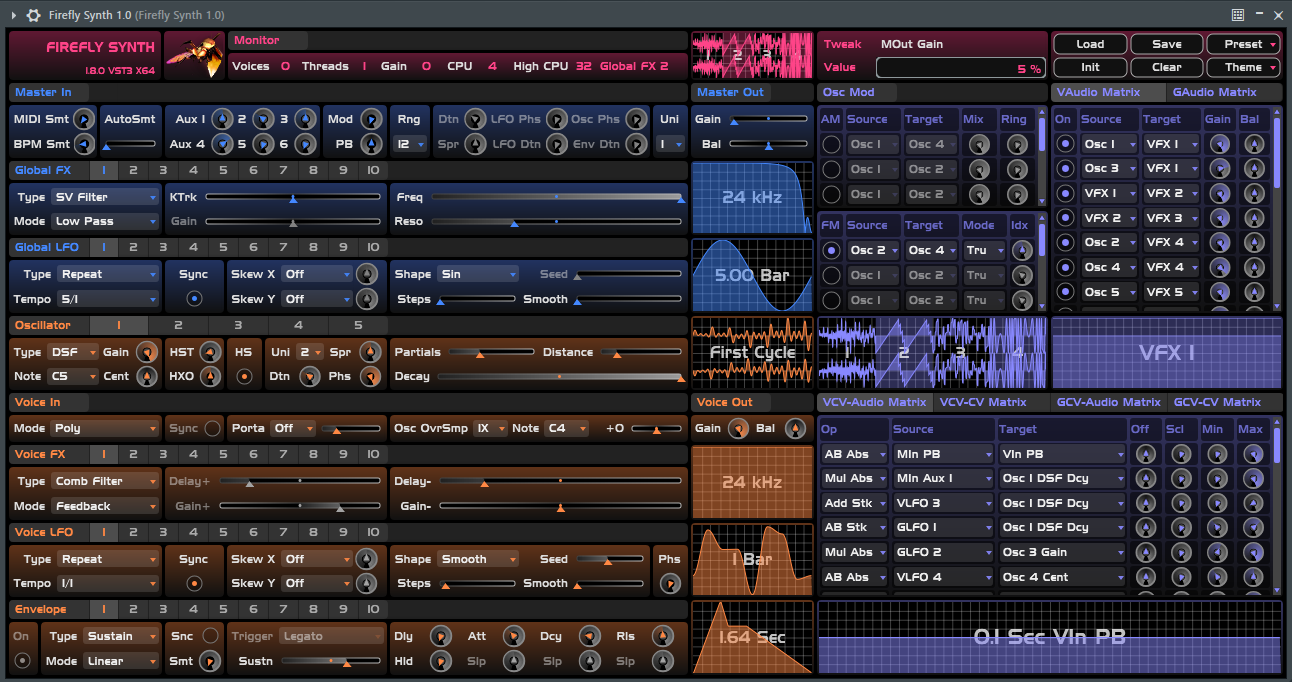 Firefly Synth 1.0 (Firefly Synth 1.0)
FIREFLY SYNTH
1.8.0 VST3 X64
Monitor
Voices 0 Threads 1 Gain 0 CPU 4 High CPU 32 Global FX 2
1 2 3
Tweak MOut Gain
Value 5 %
Load Save Preset
Init Clear Theme
Master In
MIDI Smt AutoSmt Aux 1 2 3 Mod Rng Dtn LFO Phs Osc Phs Uni
BPM Smt Aux 4 5 6 PB 12 Spr LFO Dtn Env Dtn 1
Master Out
Gain
Bal
Global FX 1 2 3 4 5 6 7 8 9 10
Type SV Filter KTrk Freq
Mode Low Pass Gain Reso
24 kHz
Global LFO 1 2 3 4 5 6 7 8 9 10
Type Repeat Sync Skew X Off Shape Sin Seed
Tempo 5/1 Skew Y Off Steps Smooth
5.00 Bar
Oscillator 1 2 3 4 5
Type DSF Gain HST HS Uni 2 Spr Partials Distance
Note C5 Cent HXO Dtn Phs Decay
First Cycle
Voice In
Mode Poly Sync Porta Off Osc OvrSmp 1X Note C4 +0
Voice Out
Gain Bal
Voice FX 1 2 3 4 5 6 7 8 9 10
Type Comb Filter Delay+ Delay-
Mode Feedback Gain+ Gain-
24 kHz
Voice LFO 1 2 3 4 5 6 7 8 9 10
Type Repeat Sync Skew X Off Shape Smooth Seed Phs
Tempo 1/1 Skew Y Off Steps Smooth
1 Bar
Envelope 1 2 3 4 5 6 7 8 9 10
On Type Sustain Snc Trigger Legato Dly Att Dcy Rls
Mode Linear Smt Sustn Hld Slp Slp Slp
1.64 Sec
Osc Mod
AM Source Target Mix Ring
Osc 1 Osc 4
Osc 1 Osc 2
Osc 1 Osc 2
FM Source Target Mode Idx
Osc 2 Osc 4 Tru
Osc 1 Osc 2 Tru
Osc 1 Osc 2 Tru
1 2 3 4
VAudio Matrix GAudio Matrix
On Source Target Gain Bal
Osc 1 VFX 1
Osc 3 VFX 1
VFX 1 VFX 2
VFX 2 VFX 3
Osc 2 VFX 4
Osc 4 VFX 4
Osc 5 VFX 5
VFX 1
VCV-Audio Matrix VCV-CV Matrix GCV-Audio Matrix GCV-CV Matrix
Op Source Target Off Scl Min Max
AB Abs MIn PB VIn PB
Mul Abs MIn Aux 1 Osc 1 DSF Dcy
Add Stk VLFO 3 Osc 1 DSF Dcy
AB Stk GLFO 1 Osc 1 DSF Dcy
Mul Abs GLFO 2 Osc 3 Gain
AB Abs VLFO 4 Osc 4 Cent
0.1 Sec VIn PB